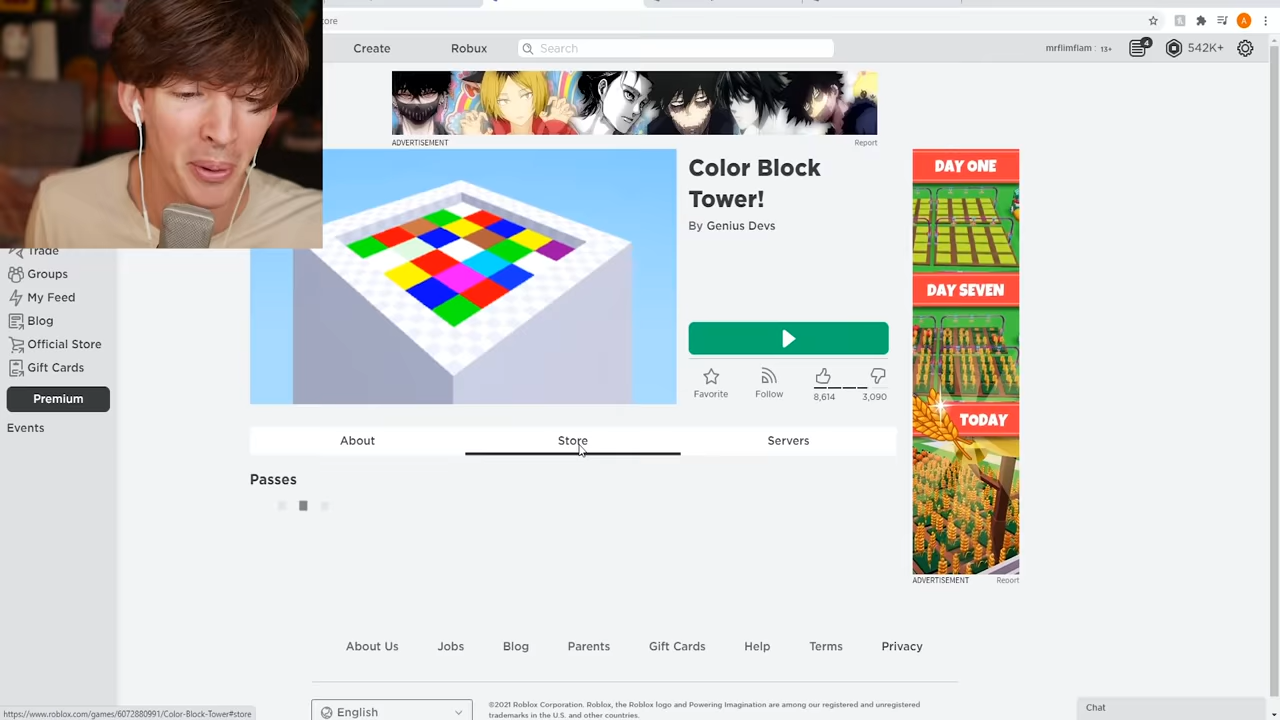 tore
Create
Robux
Search
mrflimflam : 13+
4
542K+
ADVERTISEMENT
Report
Color Block
Tower!
By Genius Devs
DAY ONE
DAY SEVEN
TODAY
Trade
Groups
My Feed
Blog
Official Store
Gift Cards
Premium
Events
Favorite
Follow
8,614
3,090
About
Store
Servers
Passes
ADVERTISEMENT
Report
About Us
Jobs
Blog
Parents
Gift Cards
Help
Terms
Privacy
English
©2021 Roblox Corporation. Roblox, the Roblox logo and Powering Imagination are among our registered and unregistered
trademarks in the U.S. and other countries.
Chat
https://www.roblox.com/games/6072880991/Color-Block-Tower#store
A